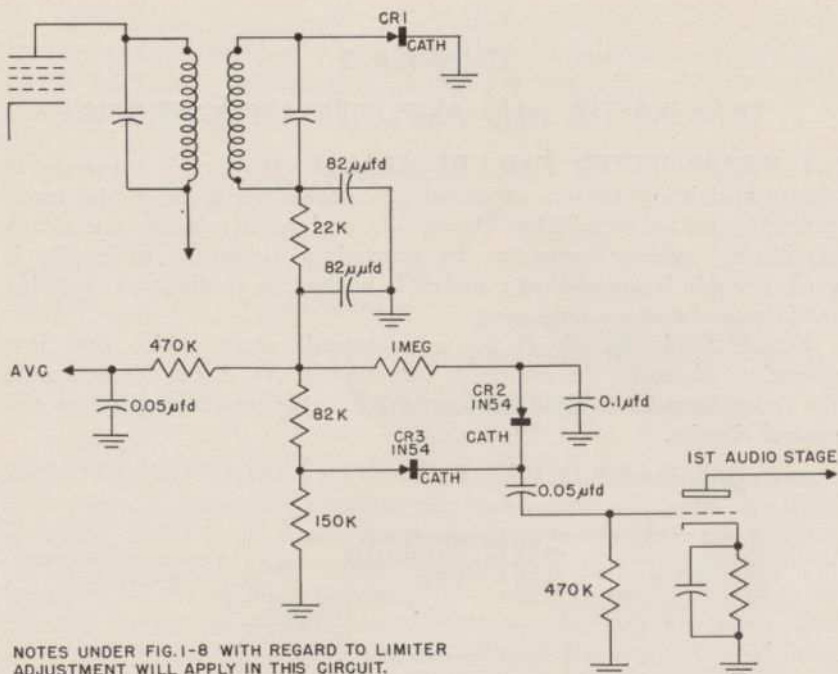 CR1
CATH
82µµfd
22K
82µµfd
470K
1 MEG
AVC
0.05µfd
82K
CR2
1N54
CATH
0.1µfd
CR3
1N54
CATH
0.05µfd
1ST AUDIO STAGE
150K
470K
NOTES UNDER FIG. 1-8 WITH REGARD TO LIMITER
ADJUSTMENT WILL APPLY IN THIS CIRCUIT.